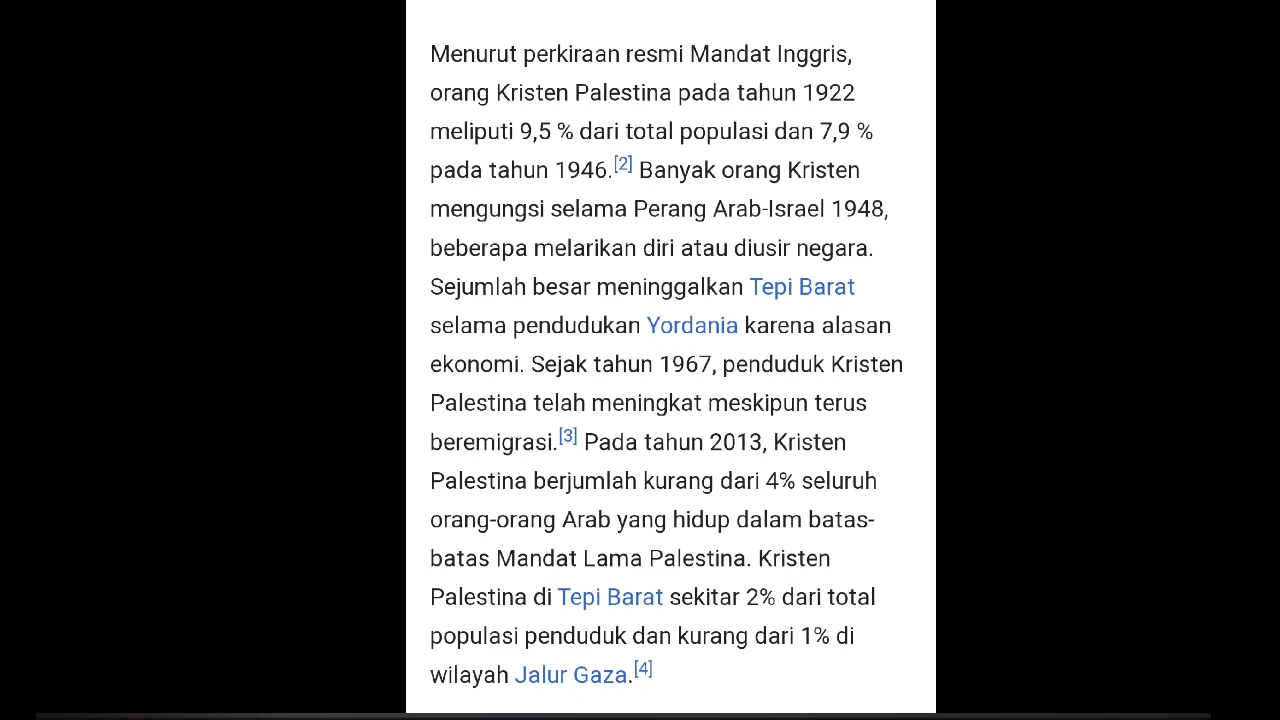 Menurut perkiraan resmi Mandat Inggris,
orang Kristen Palestina pada tahun 1922
meliputi 9,5 % dari total populasi dan 7,9 %
pada tahun 1946.[2] Banyak orang Kristen
mengungsi selama Perang Arab-Israel 1948,
beberapa melarikan diri atau diusir negara.
Sejumlah besar meninggalkan Tepi Barat
selama pendudukan Yordania karena alasan
ekonomi. Sejak tahun 1967, penduduk Kristen
Palestina telah meningkat meskipun terus
beremigrasi.[3] Pada tahun 2013, Kristen
Palestina berjumlah kurang dari 4% seluruh
orang-orang Arab yang hidup dalam batas-
batas Mandat Lama Palestina. Kristen
Palestina di Tepi Barat sekitar 2% dari total
populasi penduduk dan kurang dari 1% di
wilayah Jalur Gaza.[4]